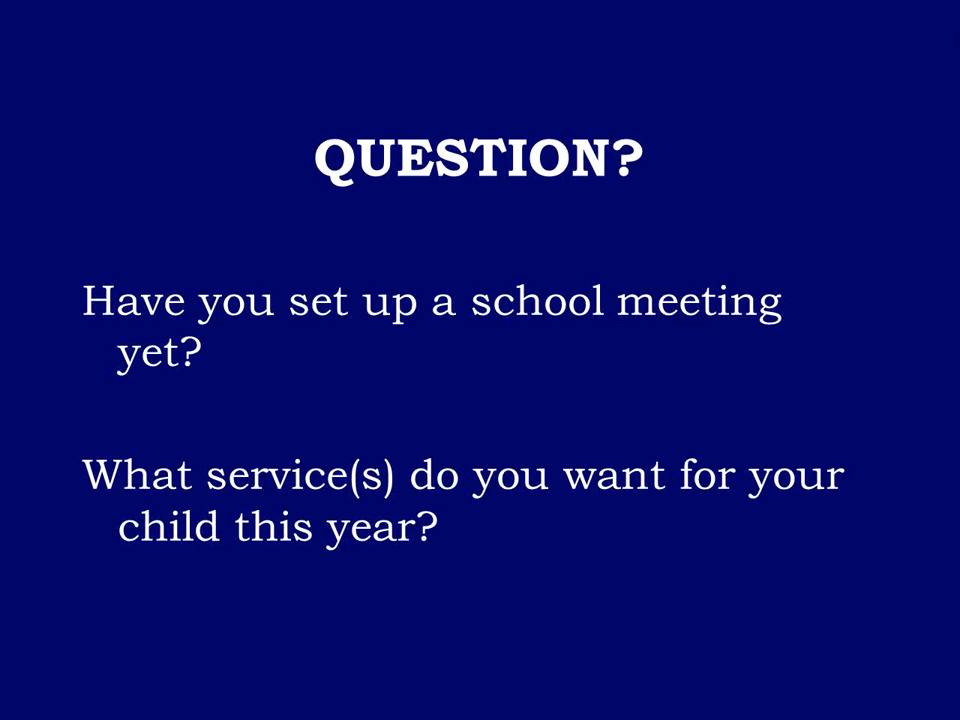 QUESTION?
Have you set up a school meeting
yet?
What service(s) do you want for your
child this year?